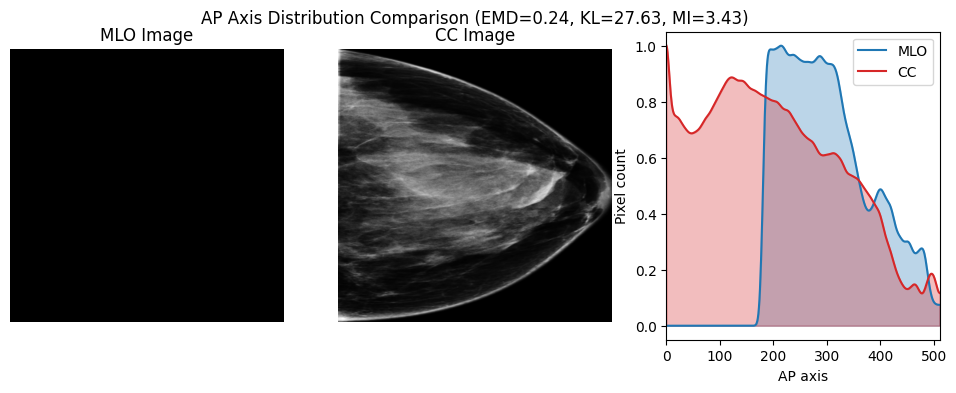 AP Axis Distribution Comparison (EMD=0.24, KL=27.63, MI=3.43)
MLO Image
CC Image
MLO
CC
Pixel count
1.0
0.8
0.6
0.4
0.2
0.0
0 100 200 300 400 500
AP axis